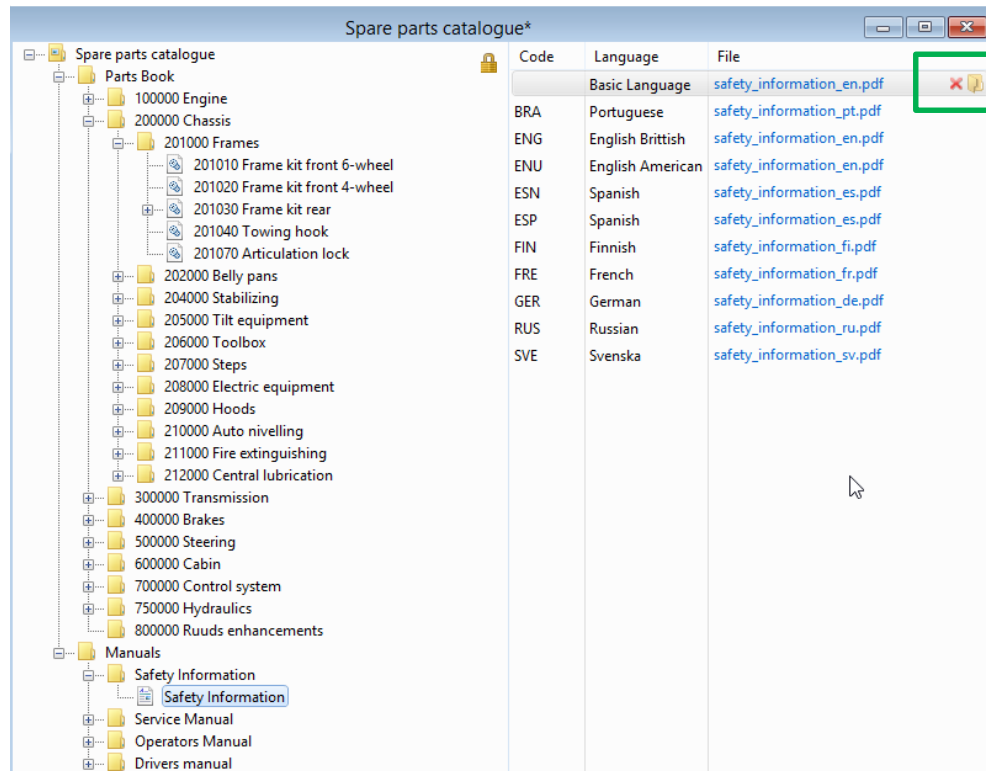 Spare parts catalogue*
Spare parts catalogue
Parts Book
100000 Engine
200000 Chassis
201000 Frames
201010 Frame kit front 6-wheel
201020 Frame kit front 4-wheel
201030 Frame kit rear
201040 Towing hook
201070 Articulation lock
202000 Belly pans
204000 Stabilizing
205000 Tilt equipment
206000 Toolbox
207000 Steps
208000 Electric equipment
209000 Hoods
210000 Auto nivelling
211000 Fire extinguishing
212000 Central lubrication
300000 Transmission
400000 Brakes
500000 Steering
600000 Cabin
700000 Control system
750000 Hydraulics
800000 Ruuds enhancements
Manuals
Safety Information
Safety Information
Service Manual
Operators Manual
Drivers manual
Code Language File
Basic Language safety_information_en.pdf
BRA Portuguese safety_information_pt.pdf
ENG English Brittish safety_information_en.pdf
ENU English American safety_information_en.pdf
ESN Spanish safety_information_es.pdf
ESP Spanish safety_information_es.pdf
FIN Finnish safety_information_fi.pdf
FRE French safety_information_fr.pdf
GER German safety_information_de.pdf
RUS Russian safety_information_ru.pdf
SVE Svenska safety_information_sv.pdf